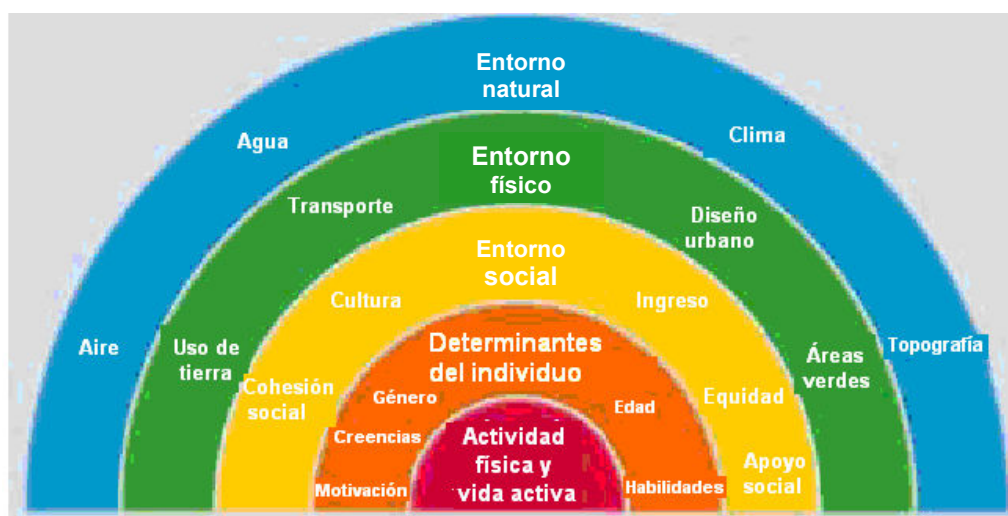 Entorno
natural
Agua
Clima
Aire
Topografía
Entorno
físico
Transporte
Diseño
urbano
Uso de
tierra
Áreas
verdes
Entorno
social
Cultura
Ingreso
Cohesión
social
Equidad
Apoyo
social
Determinantes
del individuo
Género
Edad
Creencias
Motivación
Habilidades
Actividad
física y
vida activa